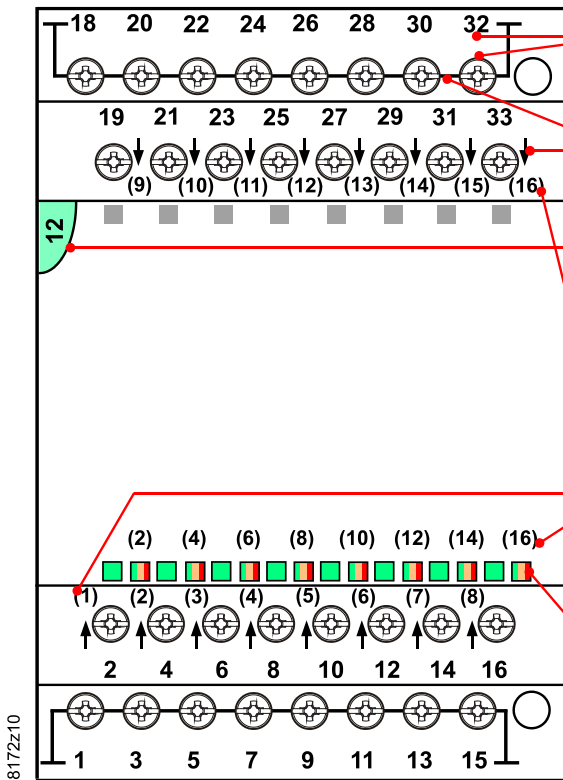 18 20 22 24 26 28 30 32
19 21 23 25 27 29 31 33
(9) (10) (11) (12) (13) (14) (15) (16)
12
(2) (4) (6) (8) (10) (12) (14) (16)
(1) (2) (3) (4) (5) (6) (7) (8)
2 4 6 8 10 12 14 16
1 3 5 7 9 11 13 15
8172z10